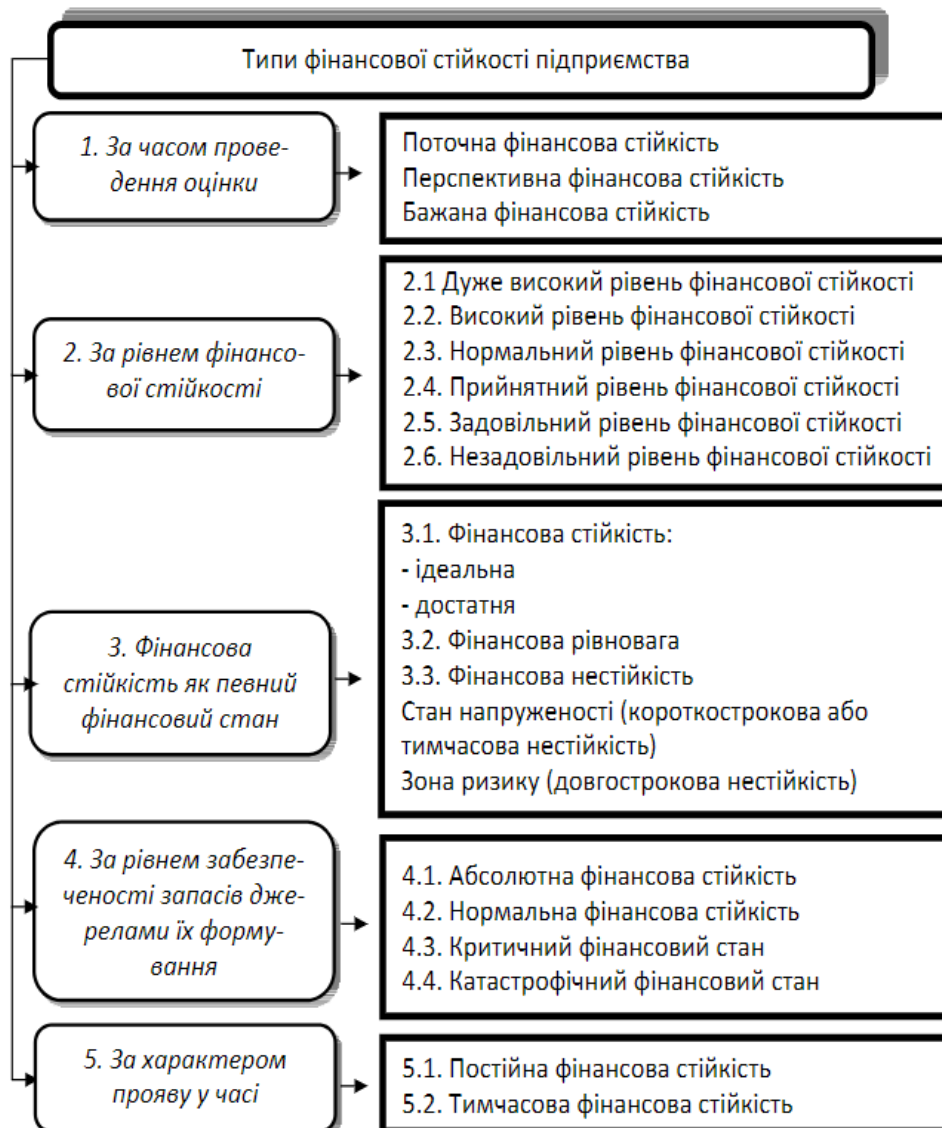 Типи фінансової стійкості підприємства
1. За часом прове-
дення оцінки
Поточна фінансова стійкість
Перспективна фінансова стійкість
Бажана фінансова стійкість
2. За рівнем фінансо-
вої стійкості
2.1 Дуже високий рівень фінансової стійкості
2.2. Високий рівень фінансової стійкості
2.3. Нормальний рівень фінансової стійкості
2.4. Прийнятний рівень фінансової стійкості
2.5. Задовільний рівень фінансової стійкості
2.6. Незадовільний рівень фінансової стійкості
3. Фінансова
стійкість як певний
фінансовий стан
3.1. Фінансова стійкість:
- ідеальна
- достатня
3.2. Фінансова рівновага
3.3. Фінансова нестійкість
Стан напруженості (короткострокова або
тимчасова нестійкість)
Зона ризику (довгострокова нестійкість)
4. За рівнем забезпе-
ченості запасів дже-
релами їх форму-
вання
4.1. Абсолютна фінансова стійкість
4.2. Нормальна фінансова стійкість
4.3. Критичний фінансовий стан
4.4. Катастрофічний фінансовий стан
5. За характером
прояву у часі
5.1. Постійна фінансова стійкість
5.2. Тимчасова фінансова стійкість